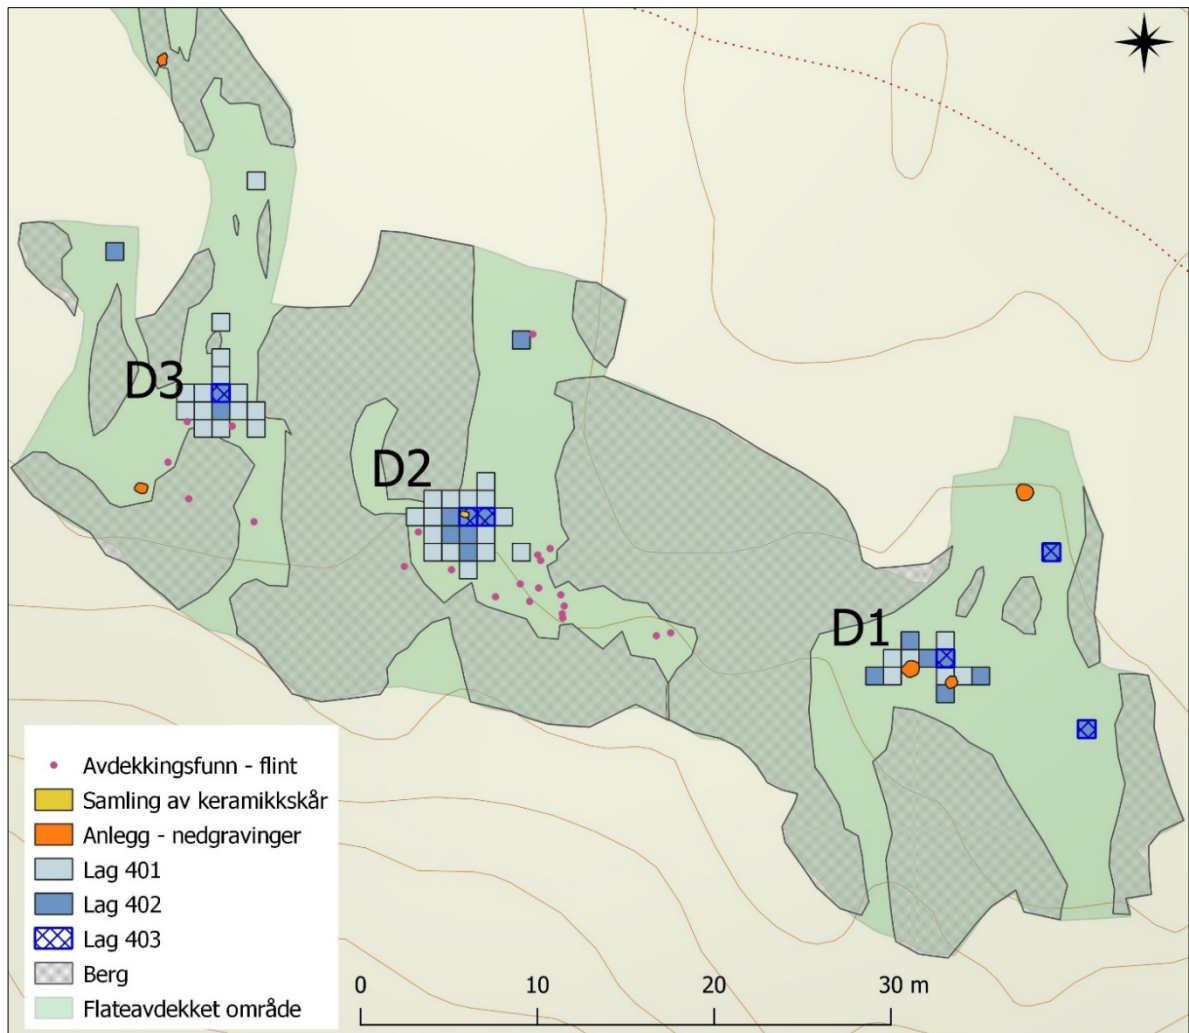 D3
D2
D1
Avdekkingsfunn - flint
Samling av keramikkskår
Anlegg - nedgravinger
Lag 401
Lag 402
Lag 403
Berg
Flateavdekket område
0 10 20 30 m